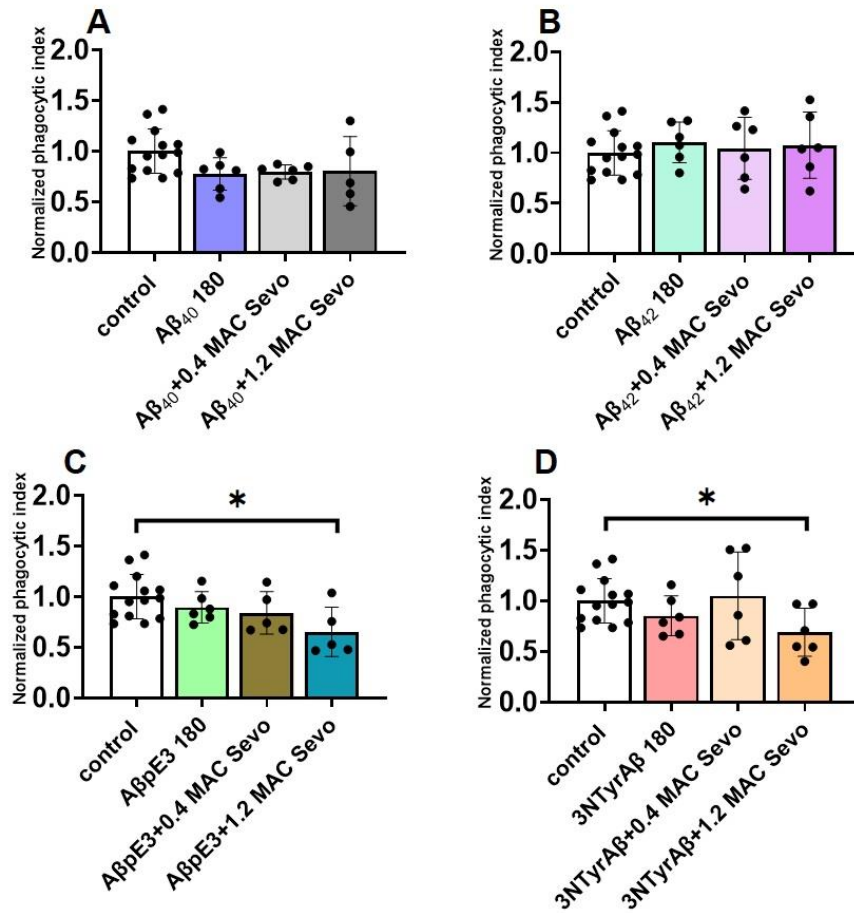 A
Normalized phagocytic index
2.0
1.5
1.0
0.5
0.0
control
Aβ₄₀ 180
Aβ₄₀+0.4 MAC Sevo
Aβ₄₀+1.2 MAC Sevo
B
Normalized phagocytic index
2.0
1.5
1.0
0.5
0.0
contrtol
Aβ₄₂ 180
Aβ₄₂+0.4 MAC Sevo
Aβ₄₂+1.2 MAC Sevo
C
Normalized phagocytic index
2.0
1.5
1.0
0.5
0.0
*
control
AβpE3 180
AβpE3+0.4 MAC Sevo
AβpE3+1.2 MAC Sevo
D
Normalized phagocytic index
2.0
1.5
1.0
0.5
0.0
*
control
3NTyrAβ 180
3NTyrAβ+0.4 MAC Sevo
3NTyrAβ+1.2 MAC Sevo